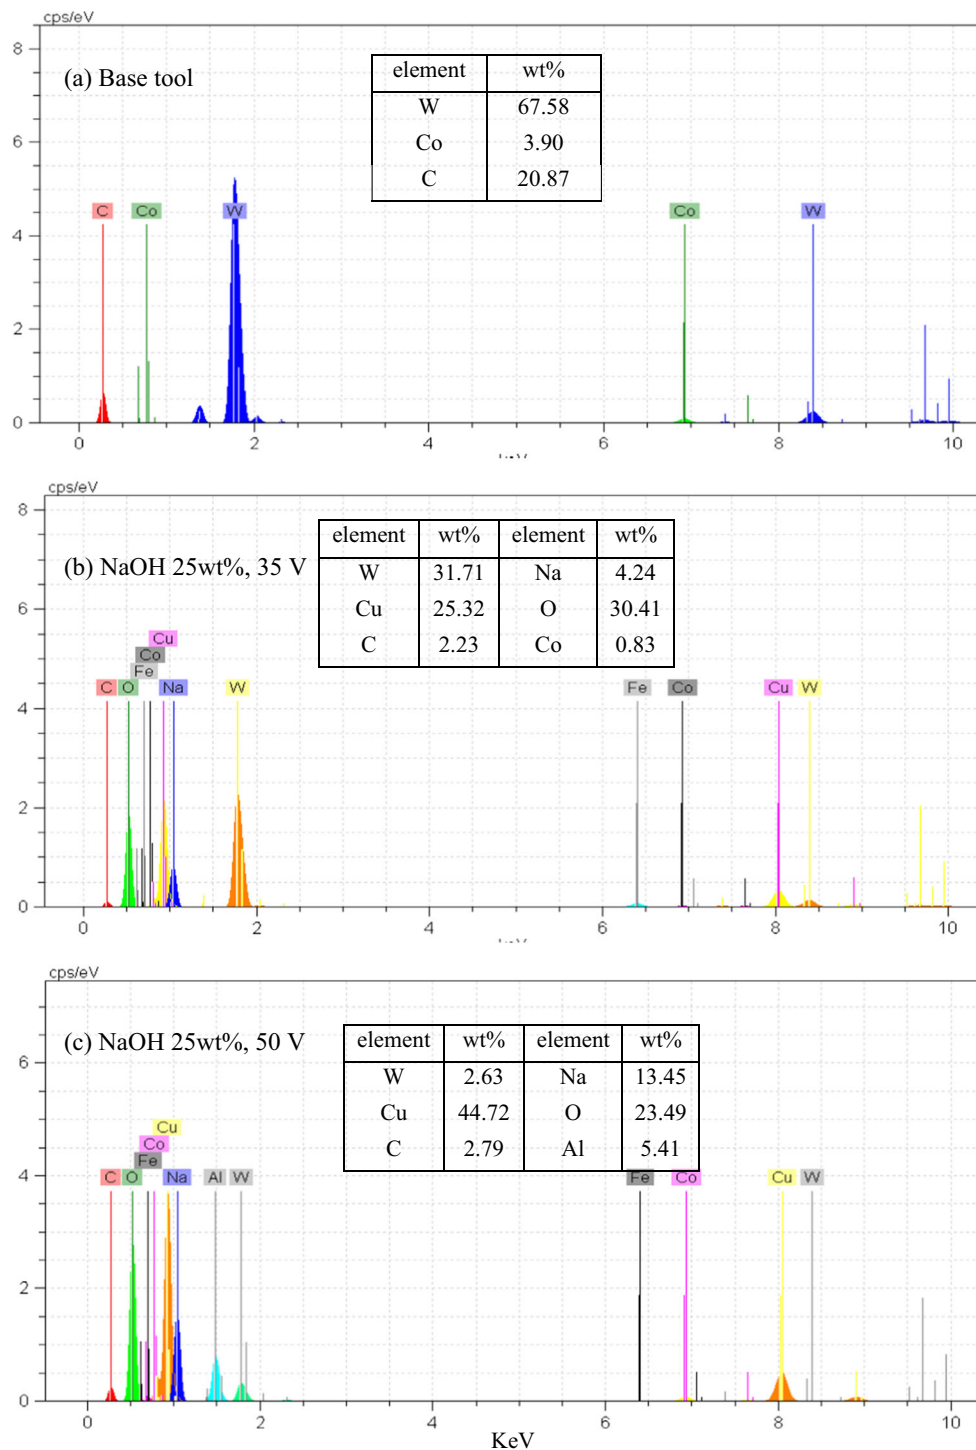 cps/eV
8
(a) Base tool
element wt%
W 67.58
Co 3.90
C 20.87
6
C Co W Co W
4
2
0
0 2 4 6 8 10
cps/eV
8
(b) NaOH 25wt%, 35 V
element wt% element wt%
W 31.71 Na 4.24
Cu 25.32 O 30.41
C 2.23 Co 0.83
6
Cu
Co
Fe
C O Na W Fe Co Cu W
4
2
0
0 2 4 6 8 10
cps/eV
(c) NaOH 25wt%, 50 V
element wt% element wt%
W 2.63 Na 13.45
Cu 44.72 O 23.49
C 2.79 Al 5.41
6
Cu
Co
Fe
C O Na Al W Fe Co Cu W
4
2
0
0 2 4 6 8 10
KeV